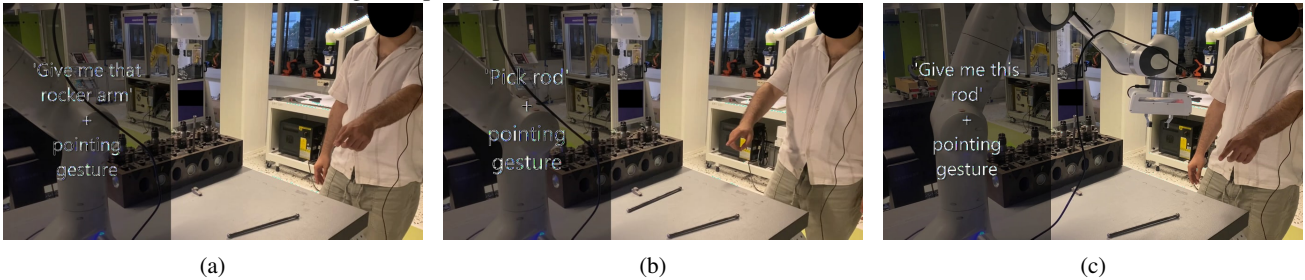 'Give me that
rocker arm'
+
pointing
gesture
'Pick rod'
+
pointing
gesture
'Give me this
rod'
+
pointing
gesture
(a)
(b)
(c)